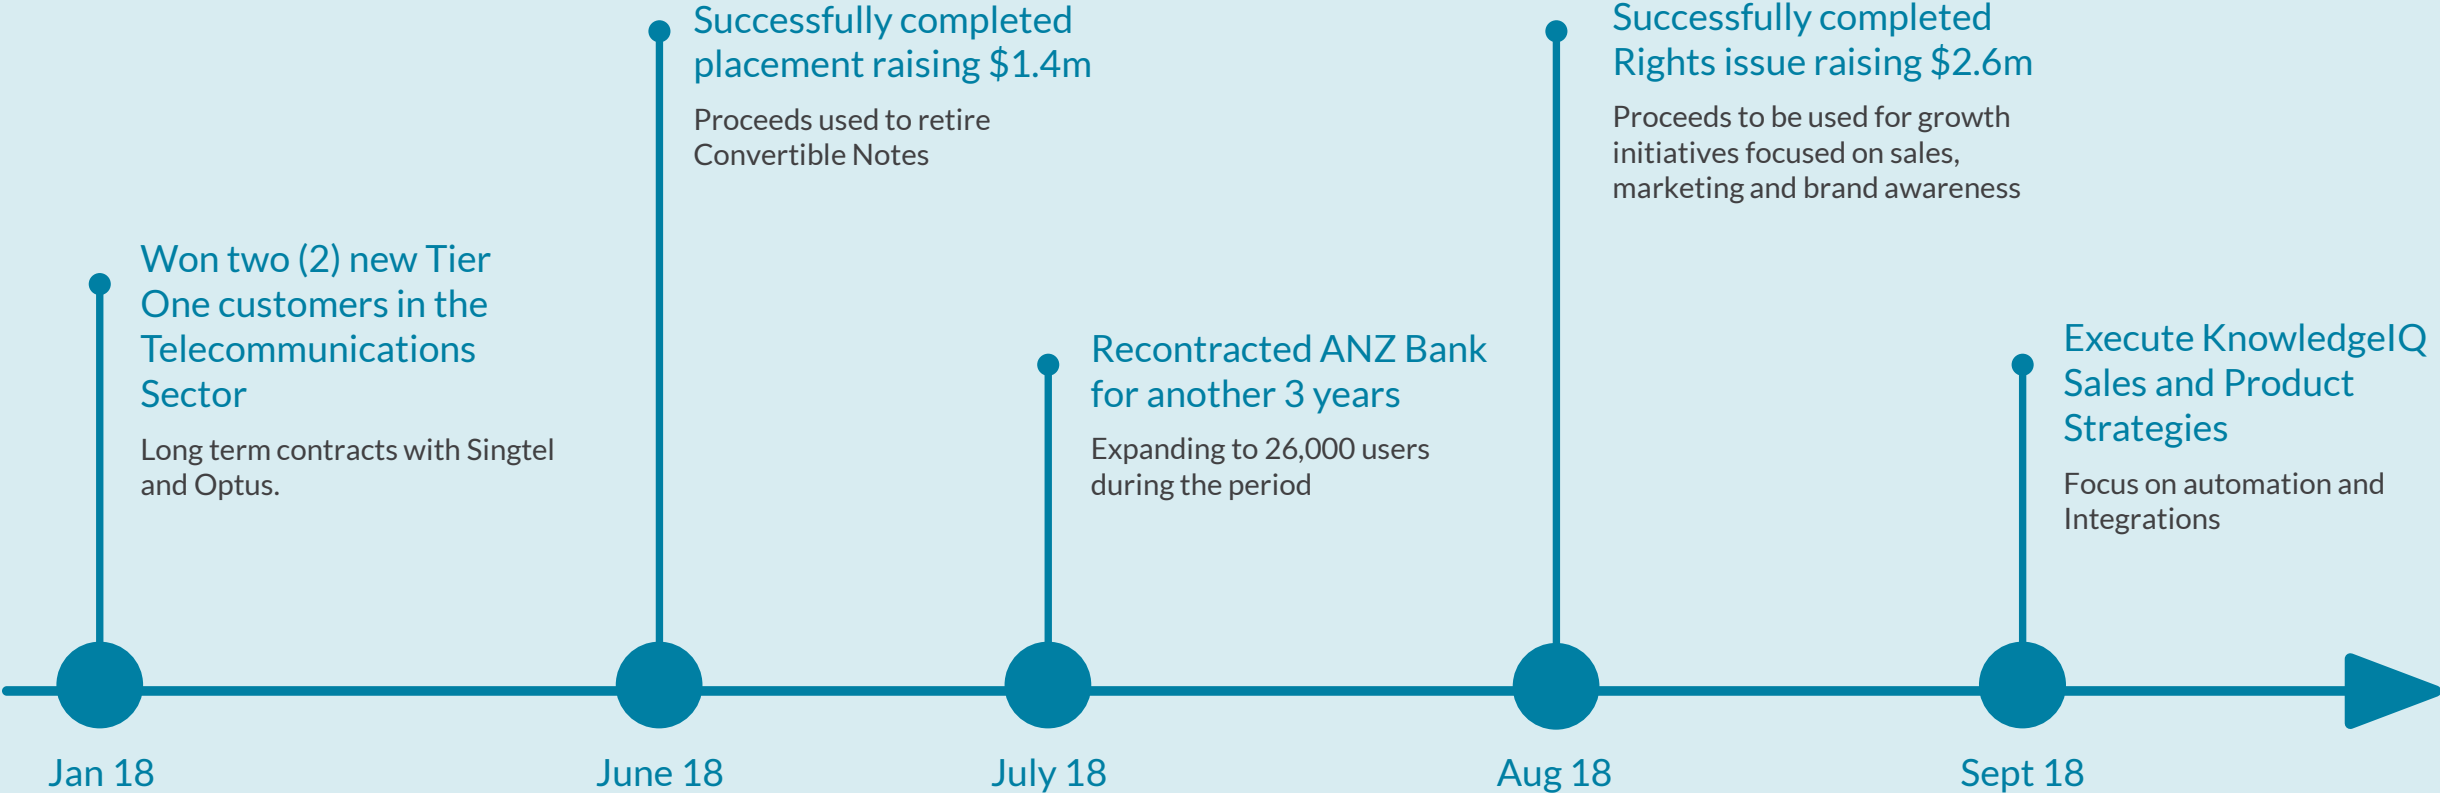 Won two (2) new Tier
One customers in the
Telecommunications
Sector
Long term contracts with Singtel
and Optus.
Jan 18
Successfully completed
placement raising $1.4m
Proceeds used to retire
Convertible Notes
June 18
Recontracted ANZ Bank
for another 3 years
Expanding to 26,000 users
during the period
July 18
Successfully completed
Rights issue raising $2.6m
Proceeds to be used for growth
initiatives focused on sales,
marketing and brand awareness
Aug 18
Execute KnowledgeIQ
Sales and Product
Strategies
Focus on automation and
Integrations
Sept 18